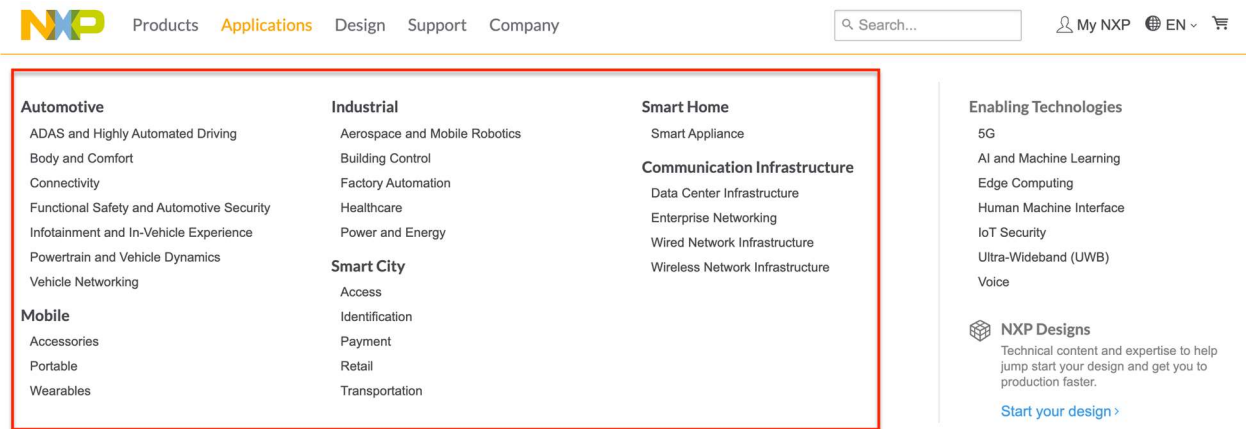 NXP
Products Applications Design Support Company
Search...
My NXP EN
Automotive
ADAS and Highly Automated Driving
Body and Comfort
Connectivity
Functional Safety and Automotive Security
Infotainment and In-Vehicle Experience
Powertrain and Vehicle Dynamics
Vehicle Networking
Mobile
Accessories
Portable
Wearables
Industrial
Aerospace and Mobile Robotics
Building Control
Factory Automation
Healthcare
Power and Energy
Smart City
Access
Identification
Payment
Retail
Transportation
Smart Home
Smart Appliance
Communication Infrastructure
Data Center Infrastructure
Enterprise Networking
Wired Network Infrastructure
Wireless Network Infrastructure
Enabling Technologies
5G
AI and Machine Learning
Edge Computing
Human Machine Interface
IoT Security
Ultra-Wideband (UWB)
Voice
NXP Designs
Technical content and expertise to help
jump start your design and get you to
production faster.
Start your design ›